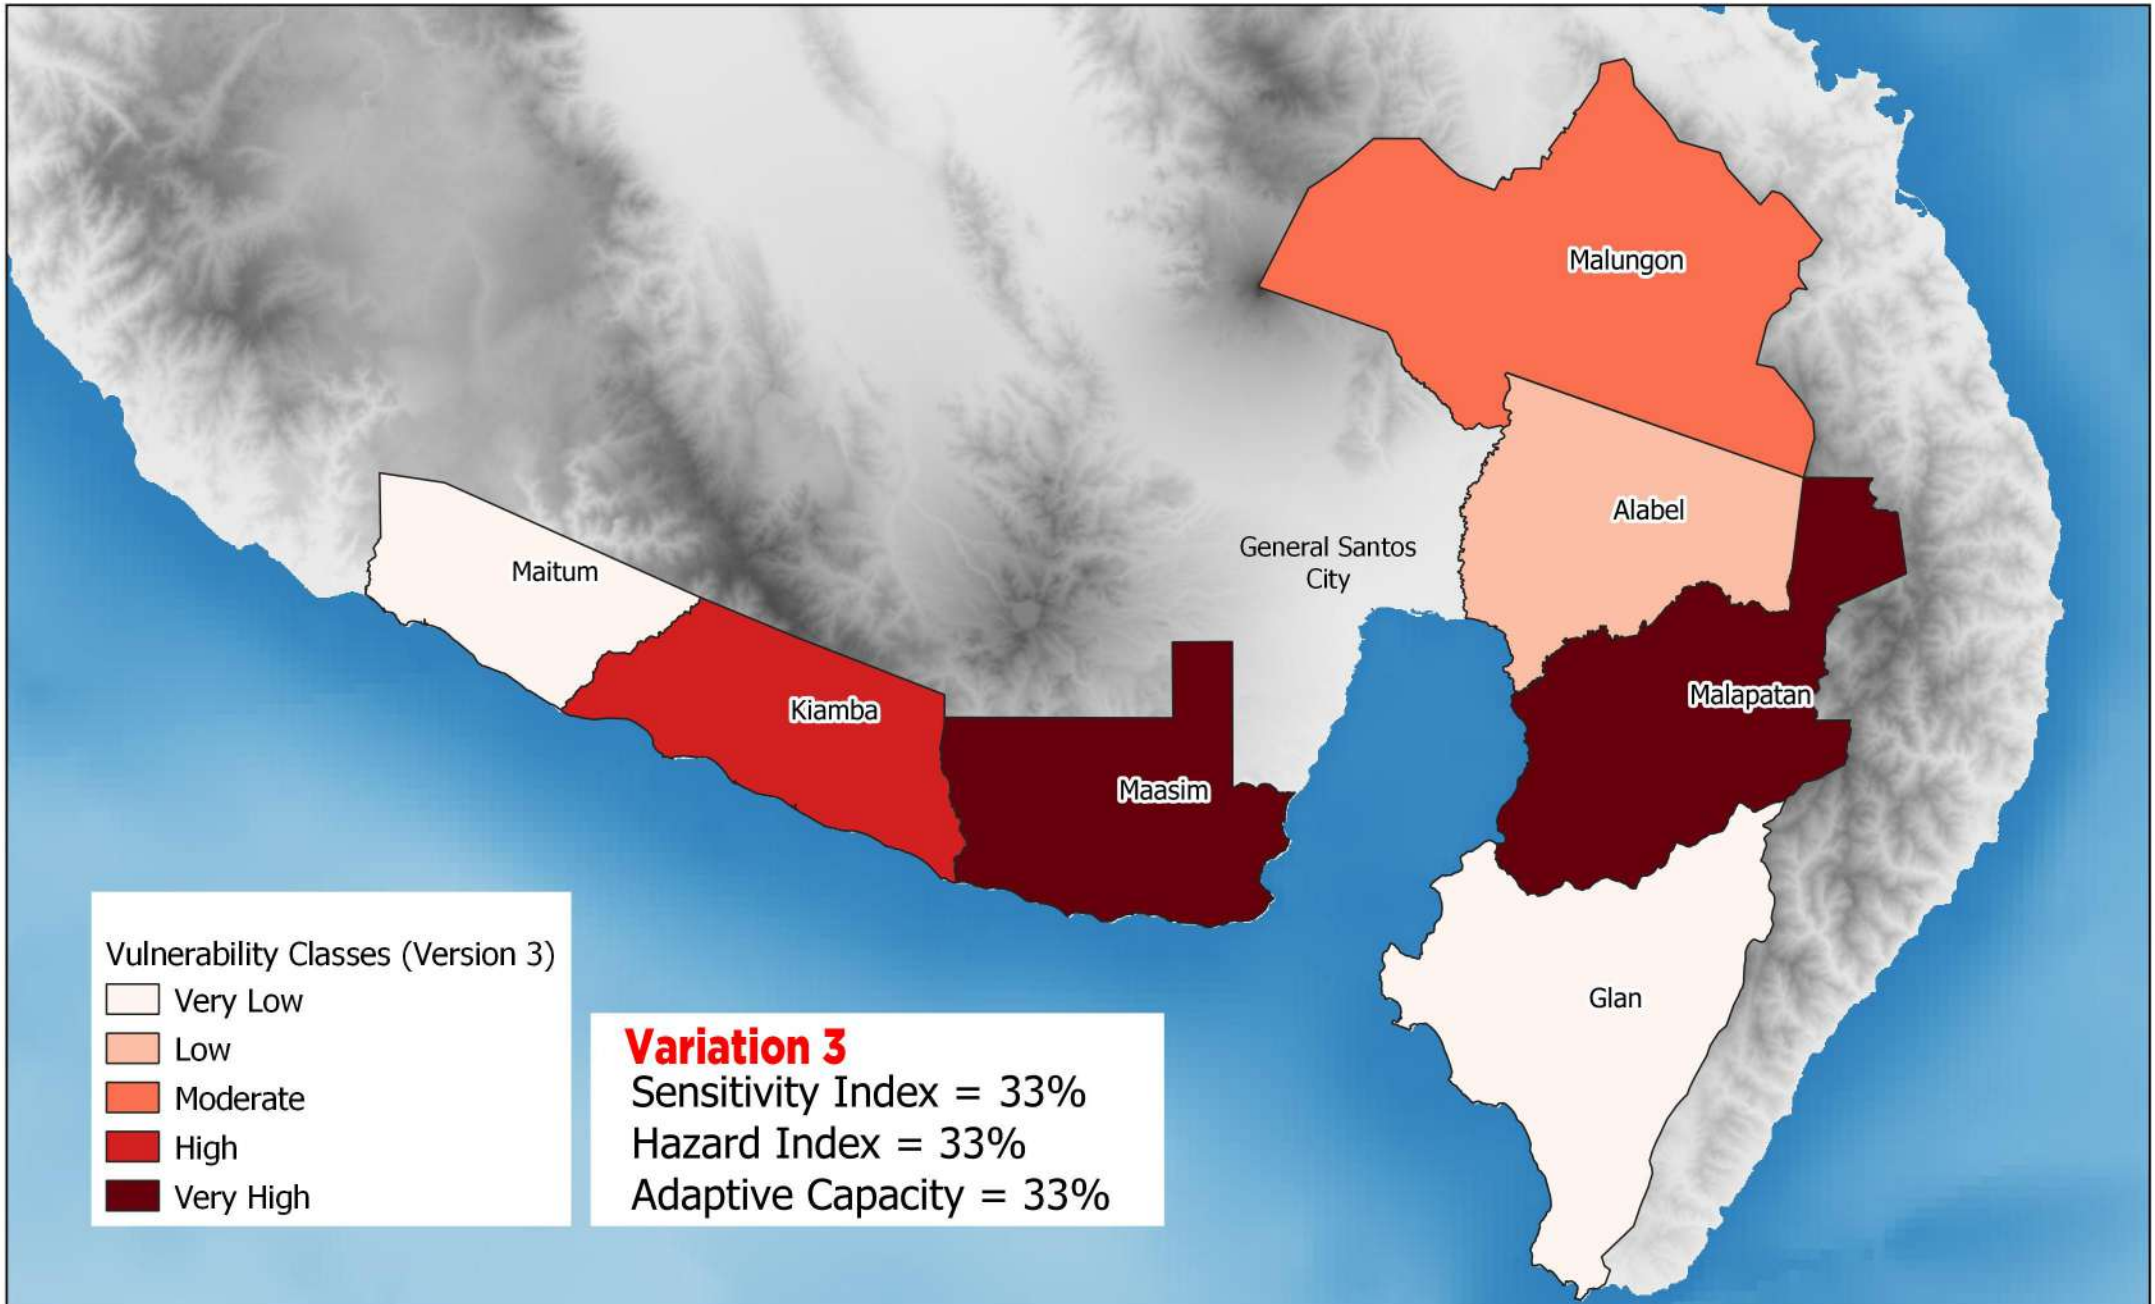 Malungon
Alabel
General Santos
City
Maitum
Malapatan
Kiamba
Maasim
Glan
Vulnerability Classes (Version 3)
Very Low
Low
Moderate
High
Very High
Variation 3
Sensitivity Index = 33%
Hazard Index = 33%
Adaptive Capacity = 33%